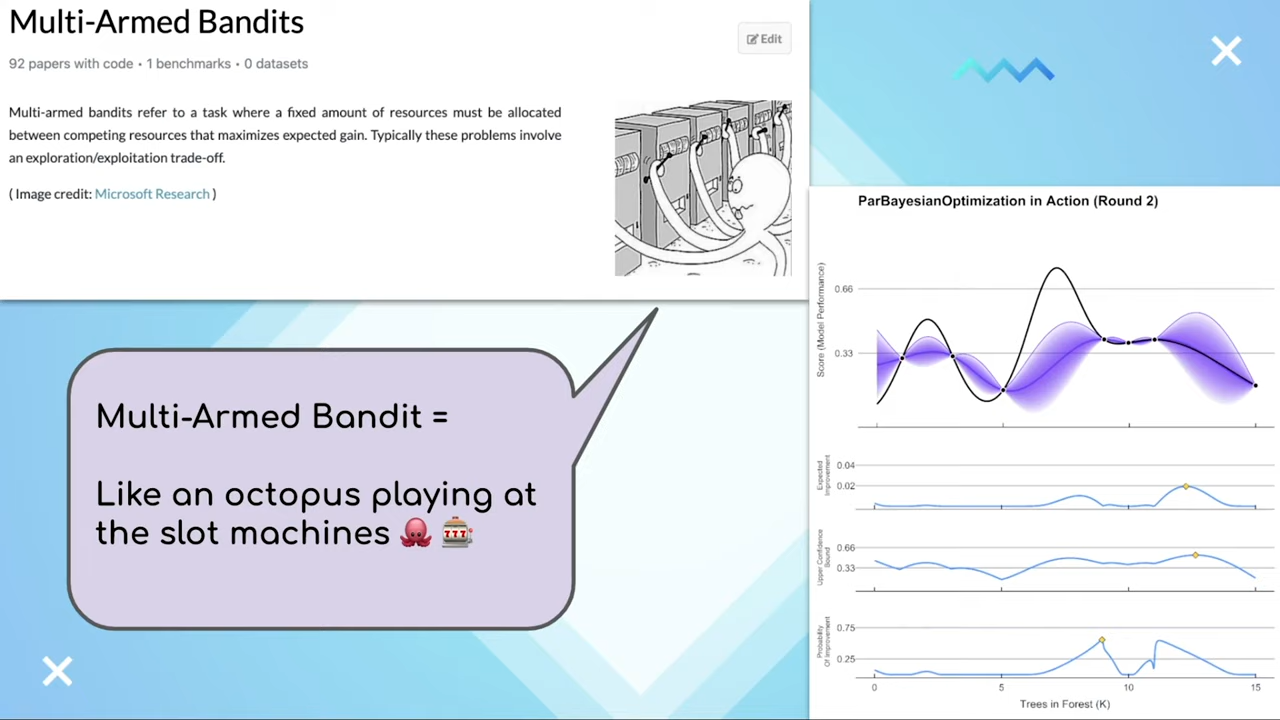 Multi-Armed Bandits
Edit
92 papers with code • 1 benchmarks • 0 datasets
Multi-armed bandits refer to a task where a fixed amount of resources must be allocated
between competing resources that maximizes expected gain. Typically these problems involve
an exploration/exploitation trade-off.
( Image credit: Microsoft Research )
Multi-Armed Bandit =
Like an octopus playing at
the slot machines 🐙 🎰
ParBayesianOptimization in Action (Round 2)
Score (Model Performance)
0.66
0.33
Expected
Improvement
0.04
0.02
Upper Confidence
Bound
0.66
0.33
Probability
Of Improvement
0.75
0.25
0 5 10 15
Trees in Forest (K)